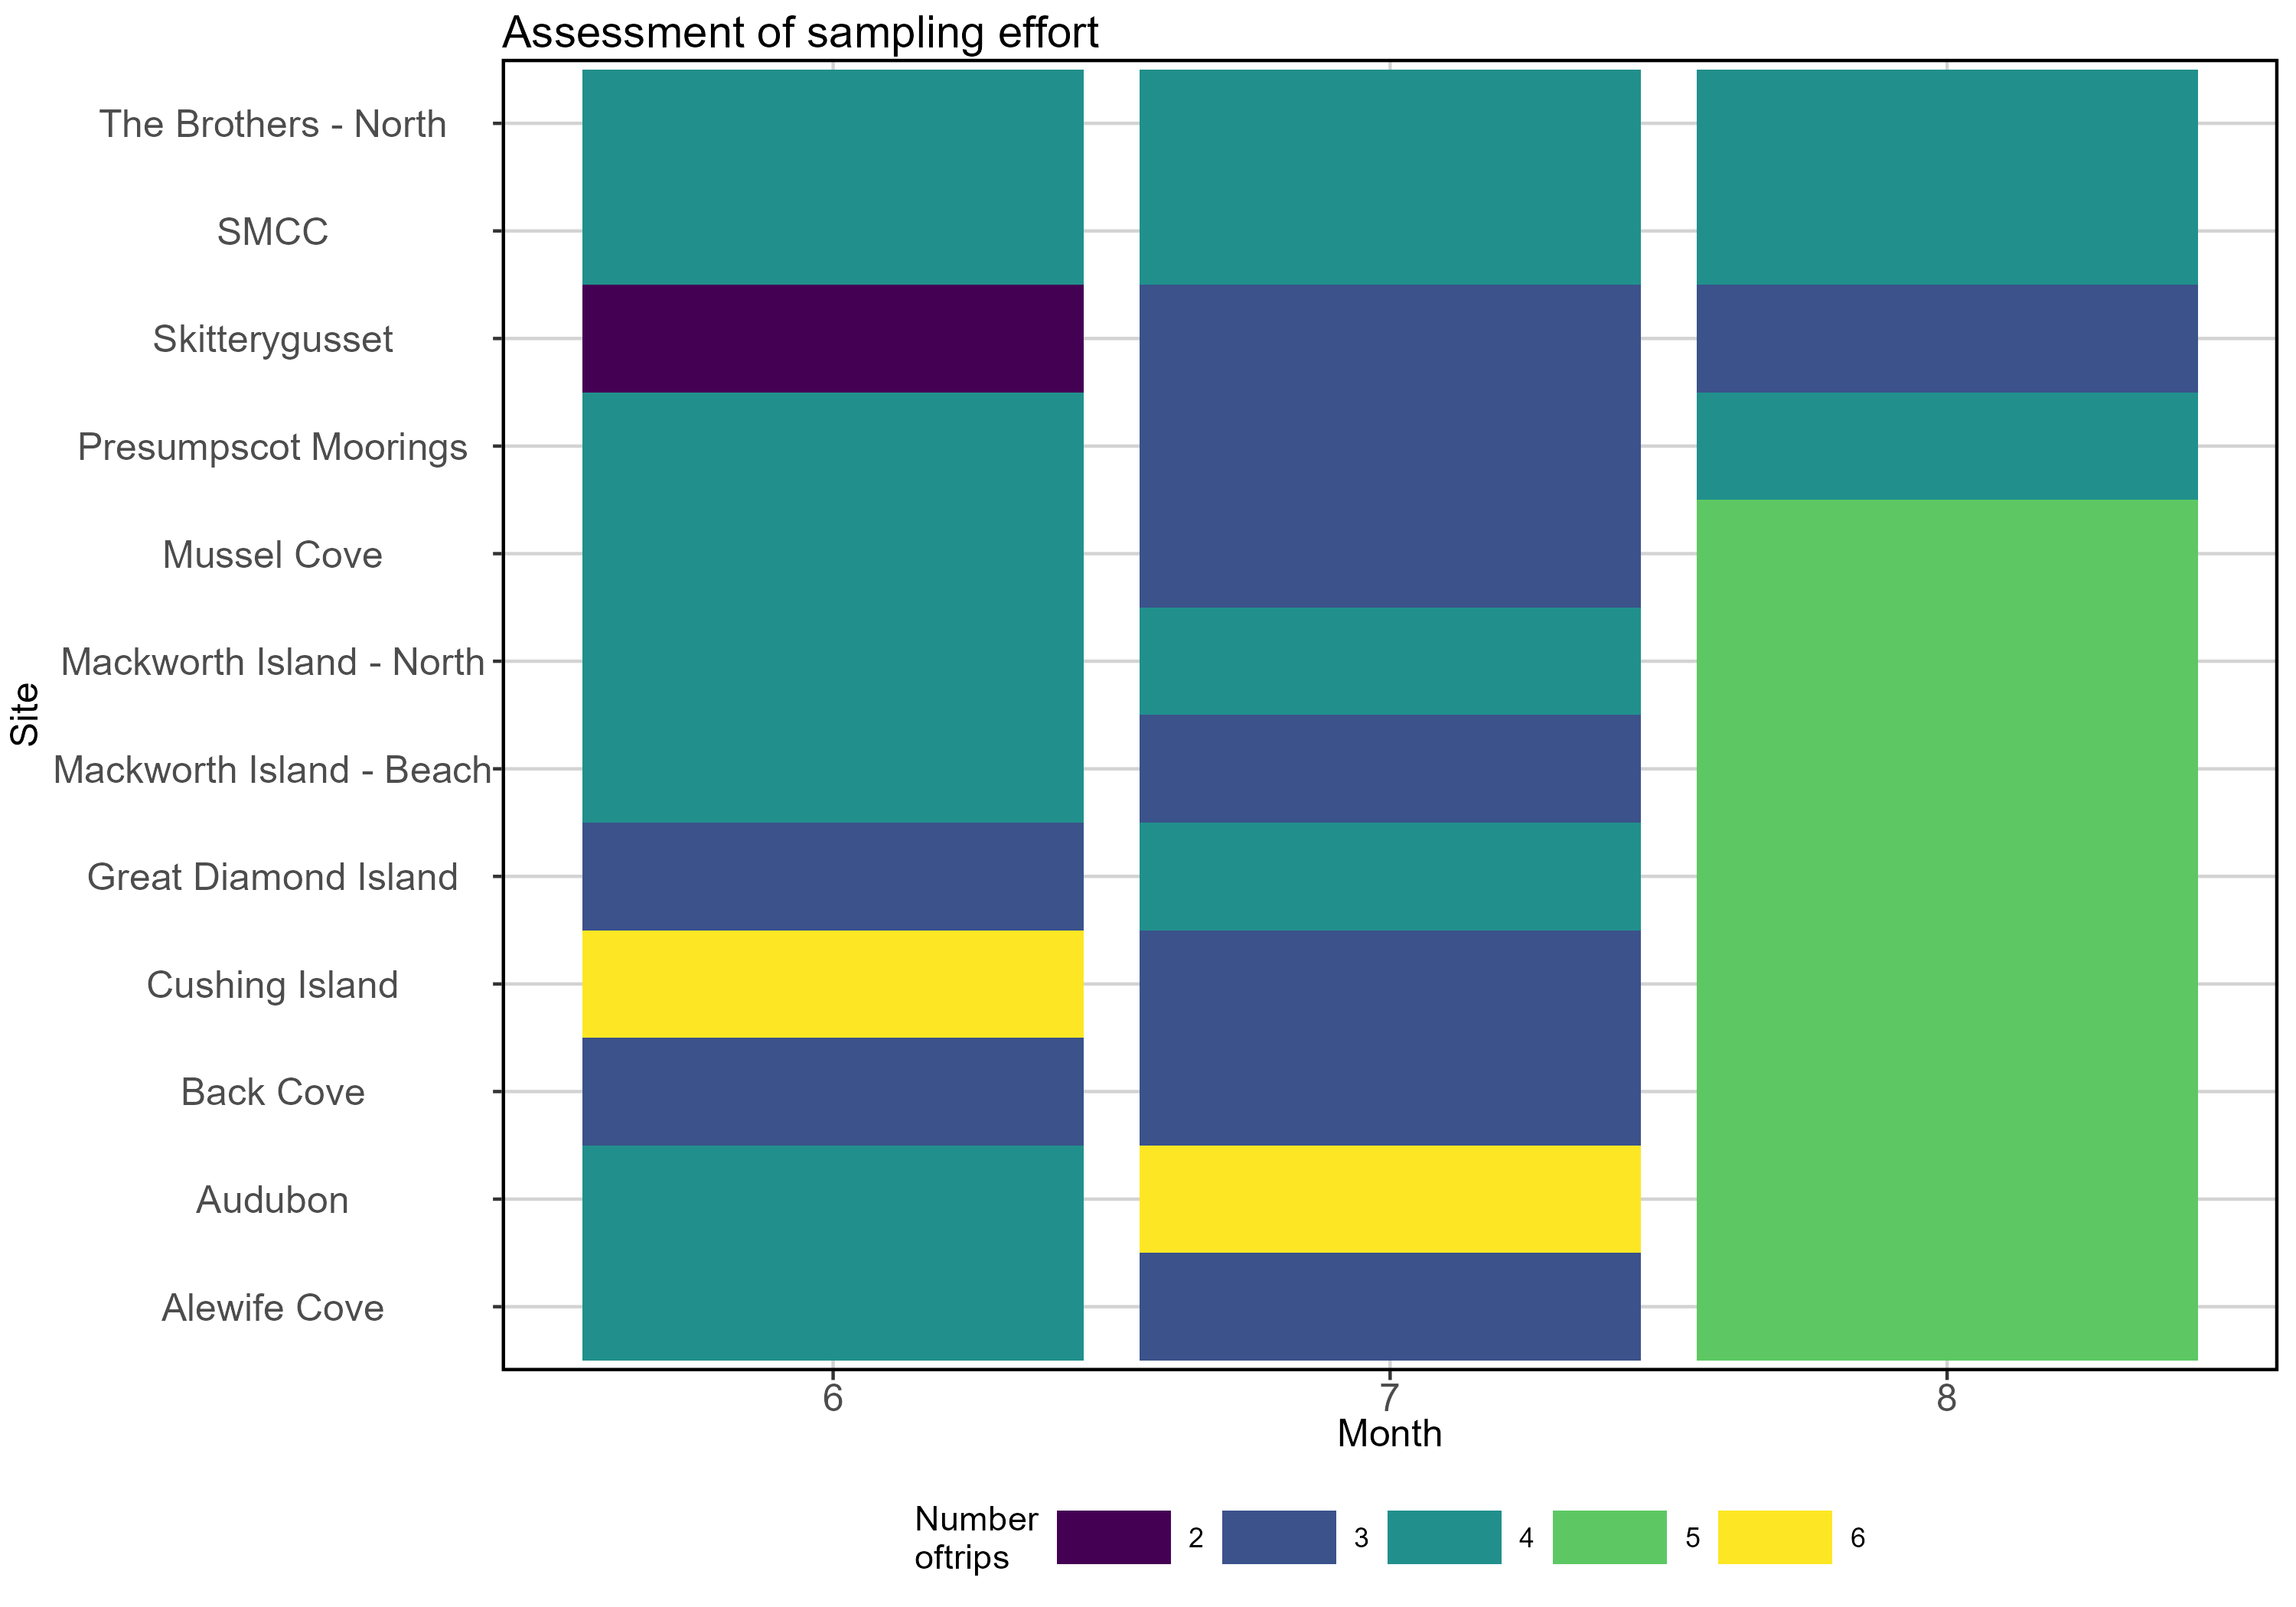 Assessment of sampling effort
The Brothers - North
SMCC
Skitterygusset
Presumpscot Moorings
Mussel Cove
Mackworth Island - North
Mackworth Island - Beach
Great Diamond Island
Cushing Island
Back Cove
Audubon
Alewife Cove
Site
6 7 8
Month
Number
oftrips
2 3 4 5 6